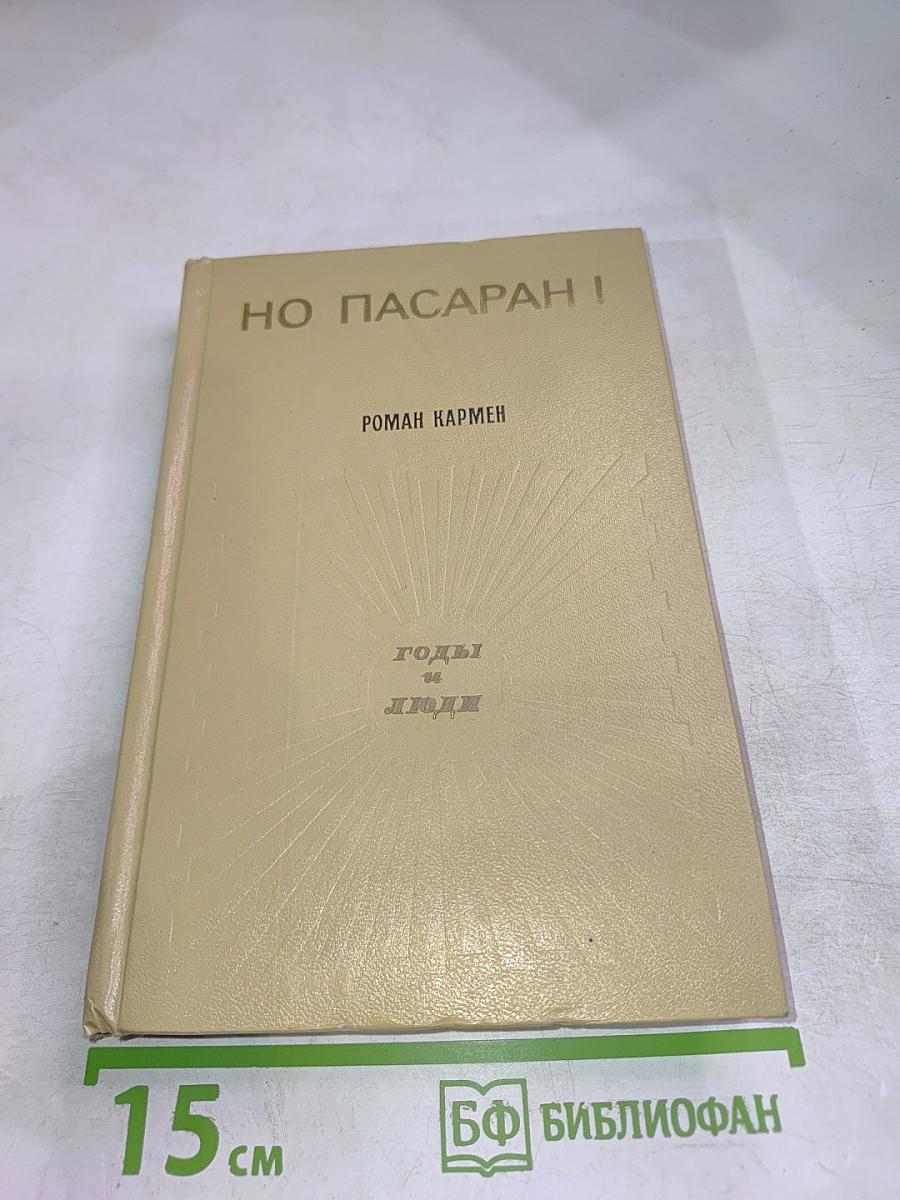 НО ПАСАРАН!
РОМАН КАРМЕН
ГОДЫ
и
ЛЮДИ
15 см
БФ БИБЛИОФАН